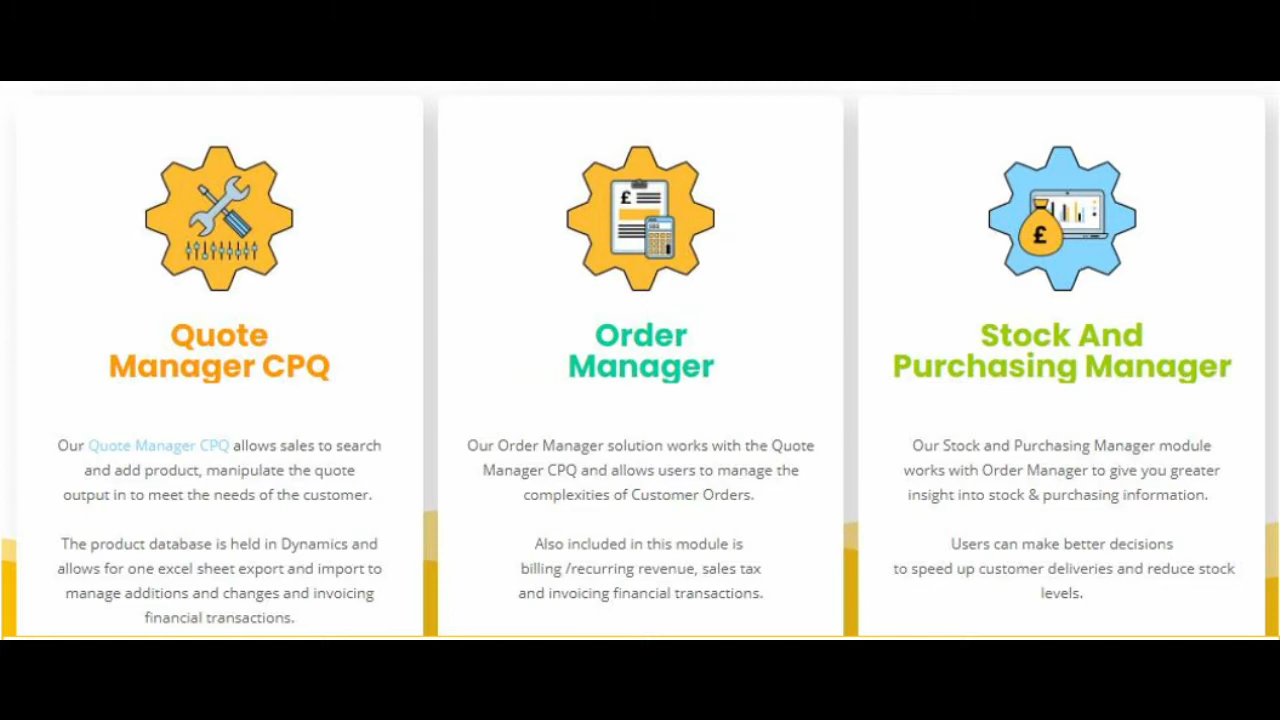 Quote
Manager CPQ
Our Quote Manager CPQ allows sales to search
and add product, manipulate the quote
output in to meet the needs of the customer.
The product database is held in Dynamics and
allows for one excel sheet export and import to
manage additions and changes and invoicing
financial transactions.
£
Order
Manager
Our Order Manager solution works with the Quote
Manager CPQ and allows users to manage the
complexities of Customer Orders.
Also included in this module is
billing /recurring revenue, sales tax
and invoicing financial transactions.
£
Stock And
Purchasing Manager
Our Stock and Purchasing Manager module
works with Order Manager to give you greater
insight into stock & purchasing information.
Users can make better decisions
to speed up customer deliveries and reduce stock
levels.